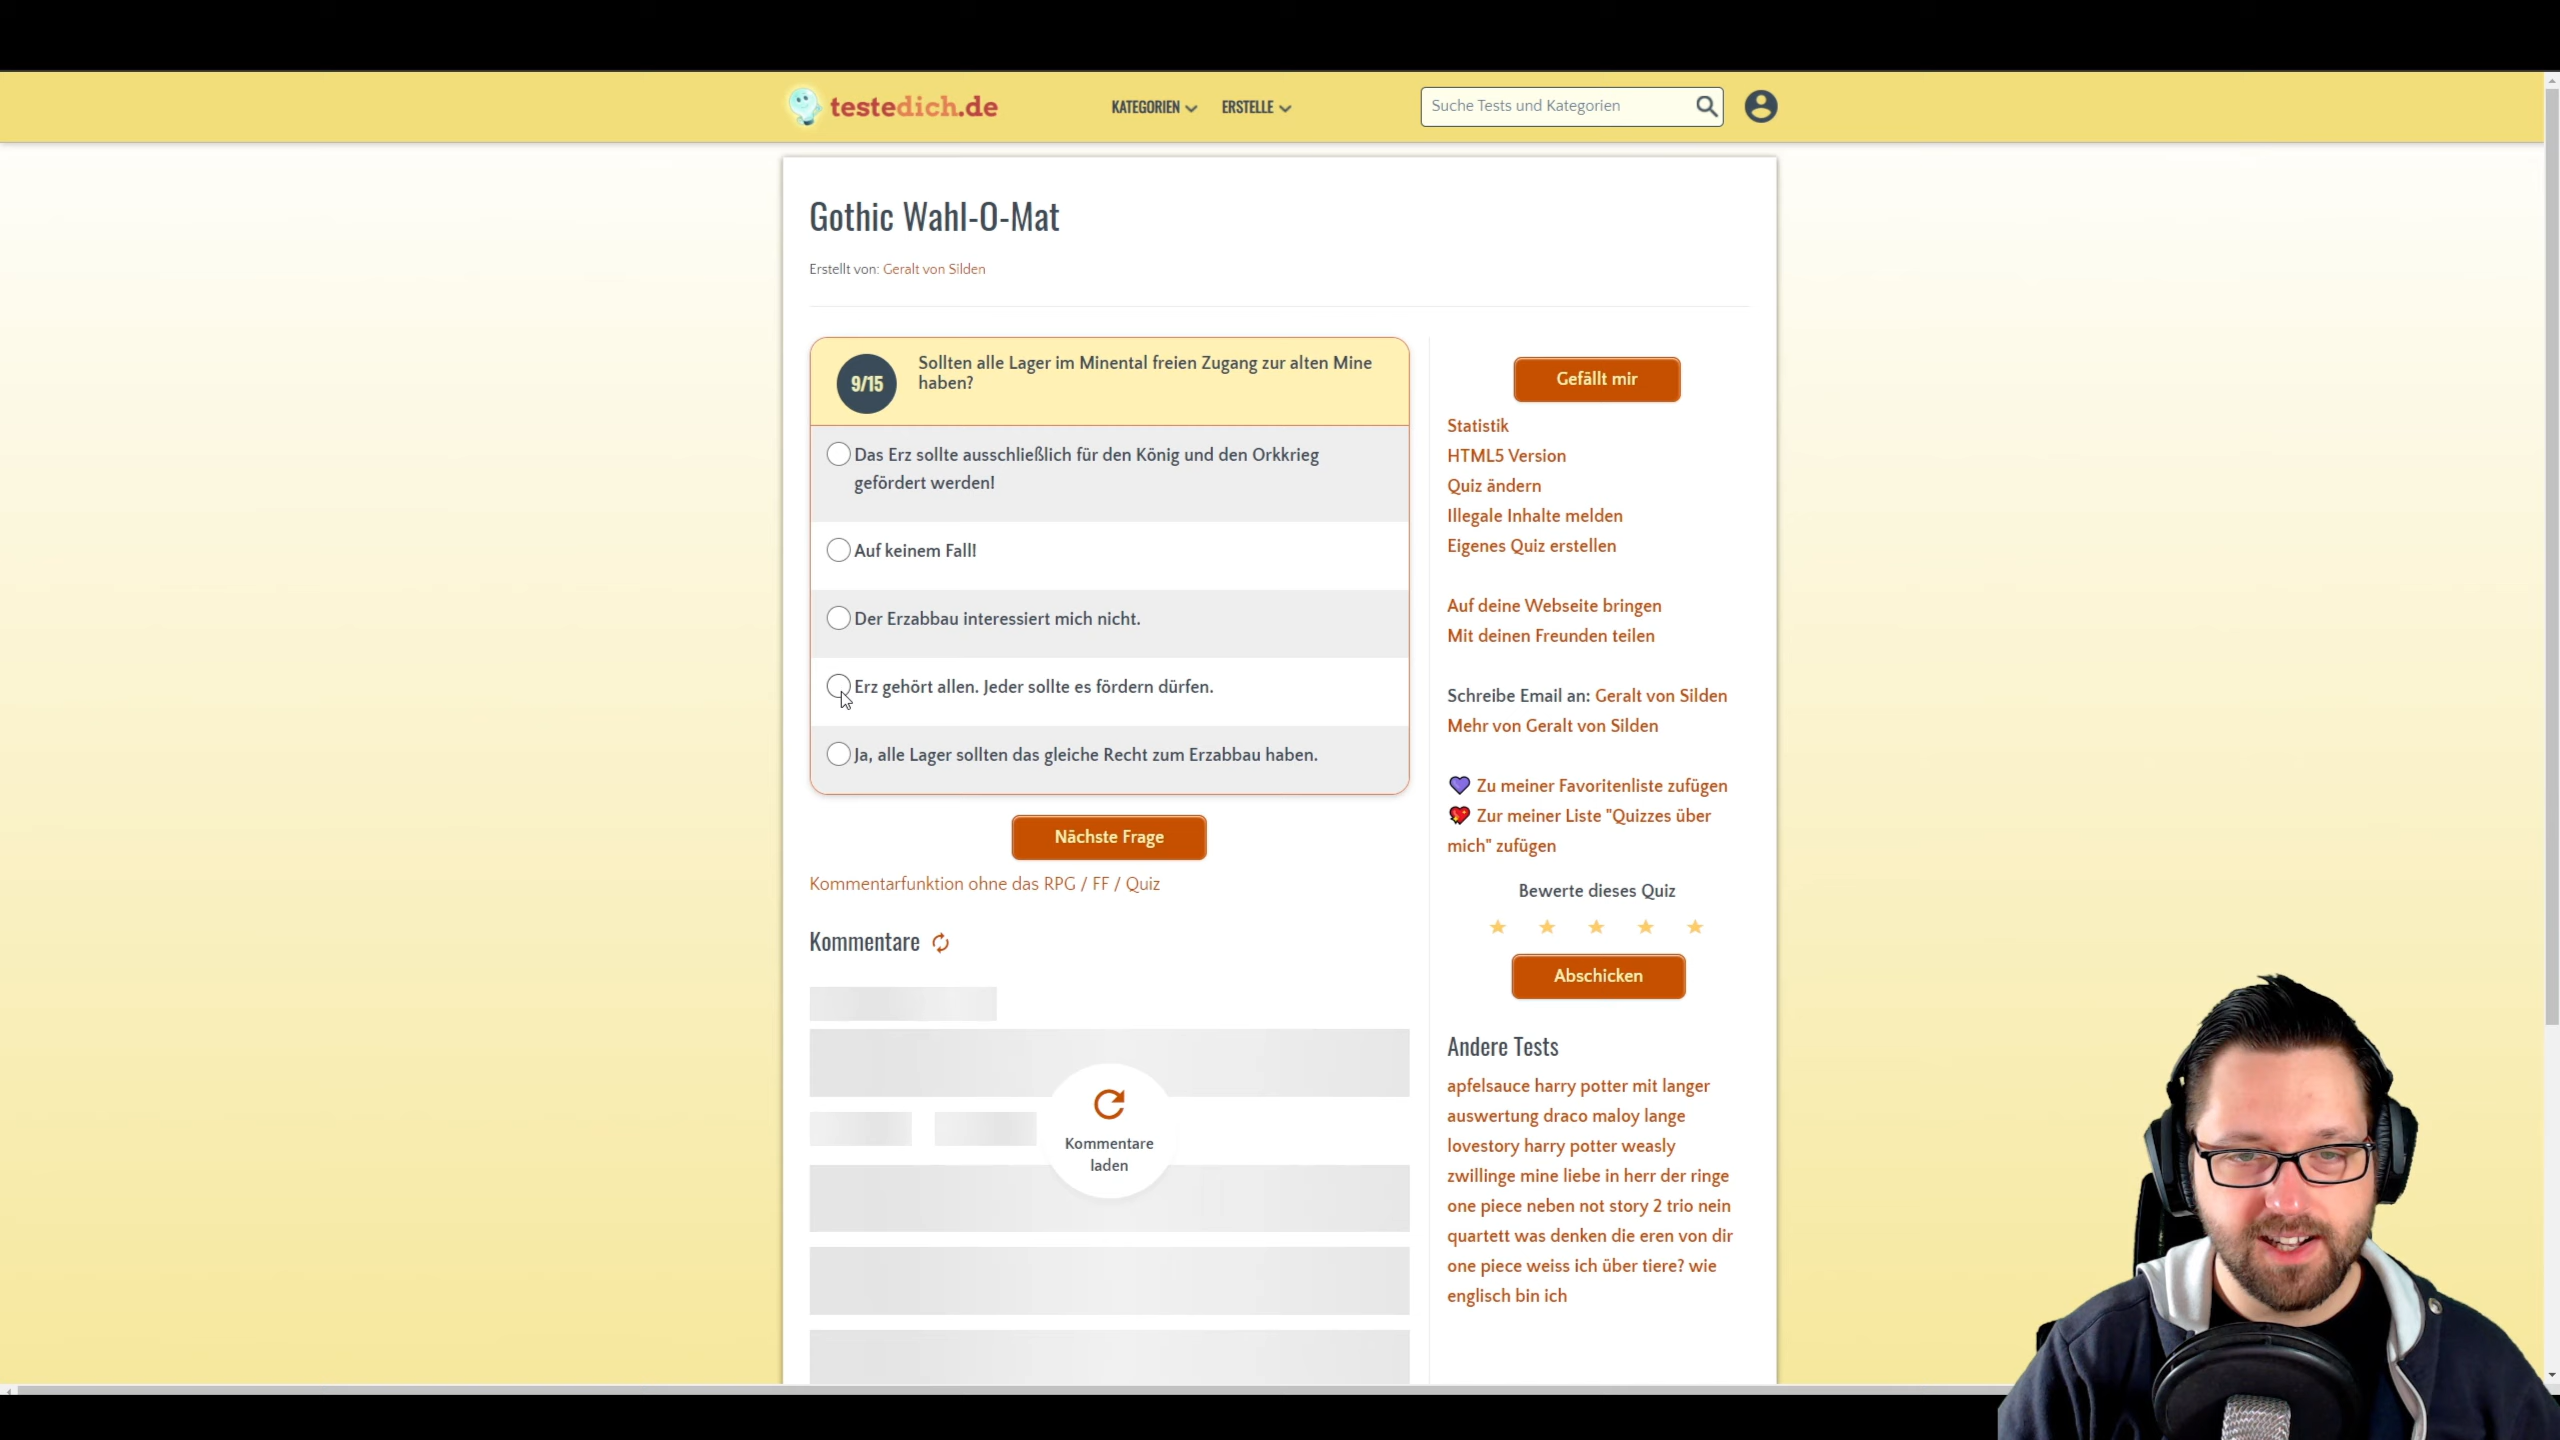 testedich.de
KATEGORIEN
ERSTELLE
Suche Tests und Kategorien
Gothic Wahl-O-Mat
Erstellt von: Geralt von Silden
9/15
Sollten alle Lager im Minental freien Zugang zur alten Mine
haben?
Das Erz sollte ausschließlich für den König und den Orkkrieg
gefördert werden!
Auf keinem Fall!
Der Erzabbau interessiert mich nicht.
Erz gehört allen. Jeder sollte es fördern dürfen.
Ja, alle Lager sollten das gleiche Recht zum Erzabbau haben.
Nächste Frage
Kommentarfunktion ohne das RPG / FF / Quiz
Kommentare
Kommentare
laden
Gefällt mir
Statistik
HTML5 Version
Quiz ändern
Illegale Inhalte melden
Eigenes Quiz erstellen
Auf deine Webseite bringen
Mit deinen Freunden teilen
Schreibe Email an: Geralt von Silden
Mehr von Geralt von Silden
Zu meiner Favoritenliste zufügen
Zur meiner Liste "Quizzes über
mich" zufügen
Bewerte dieses Quiz
Abschicken
Andere Tests
apfelsauce harry potter mit langer
auswertung draco maloy lange
lovestory harry potter weasly
zwillinge mine liebe in herr der ringe
one piece neben not story 2 trio nein
quartett was denken die eren von dir
one piece weiss ich über tiere? wie
englisch bin ich